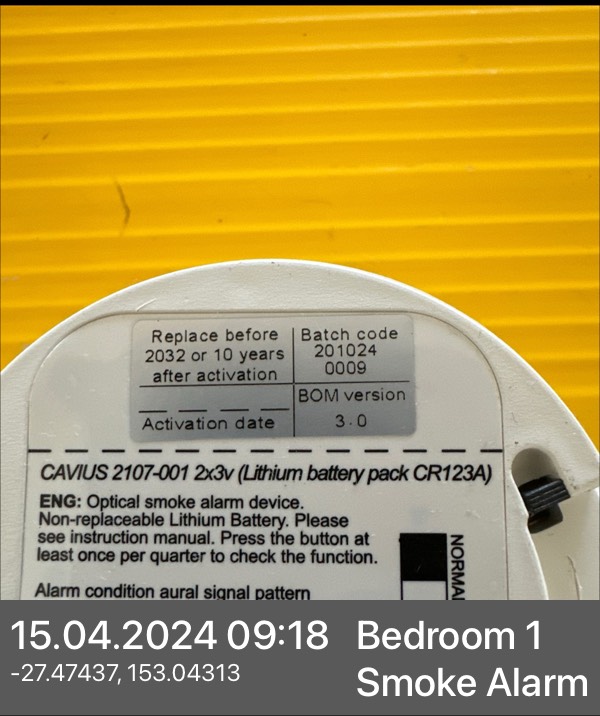 Replace before
2032 or 10 years
after activation
Batch code
201024
0009
Activation date
BOM version
3.0
CAVIUS 2107-001 2x3v (Lithium battery pack CR123A)
ENG: Optical smoke alarm device.
Non-replaceable Lithium Battery. Please
see instruction manual. Press the button at
least once per quarter to check the function.
Alarm condition aural signal pattern
NORMAL
15.04.2024 09:18
-27.47437, 153.04313
Bedroom 1
Smoke Alarm